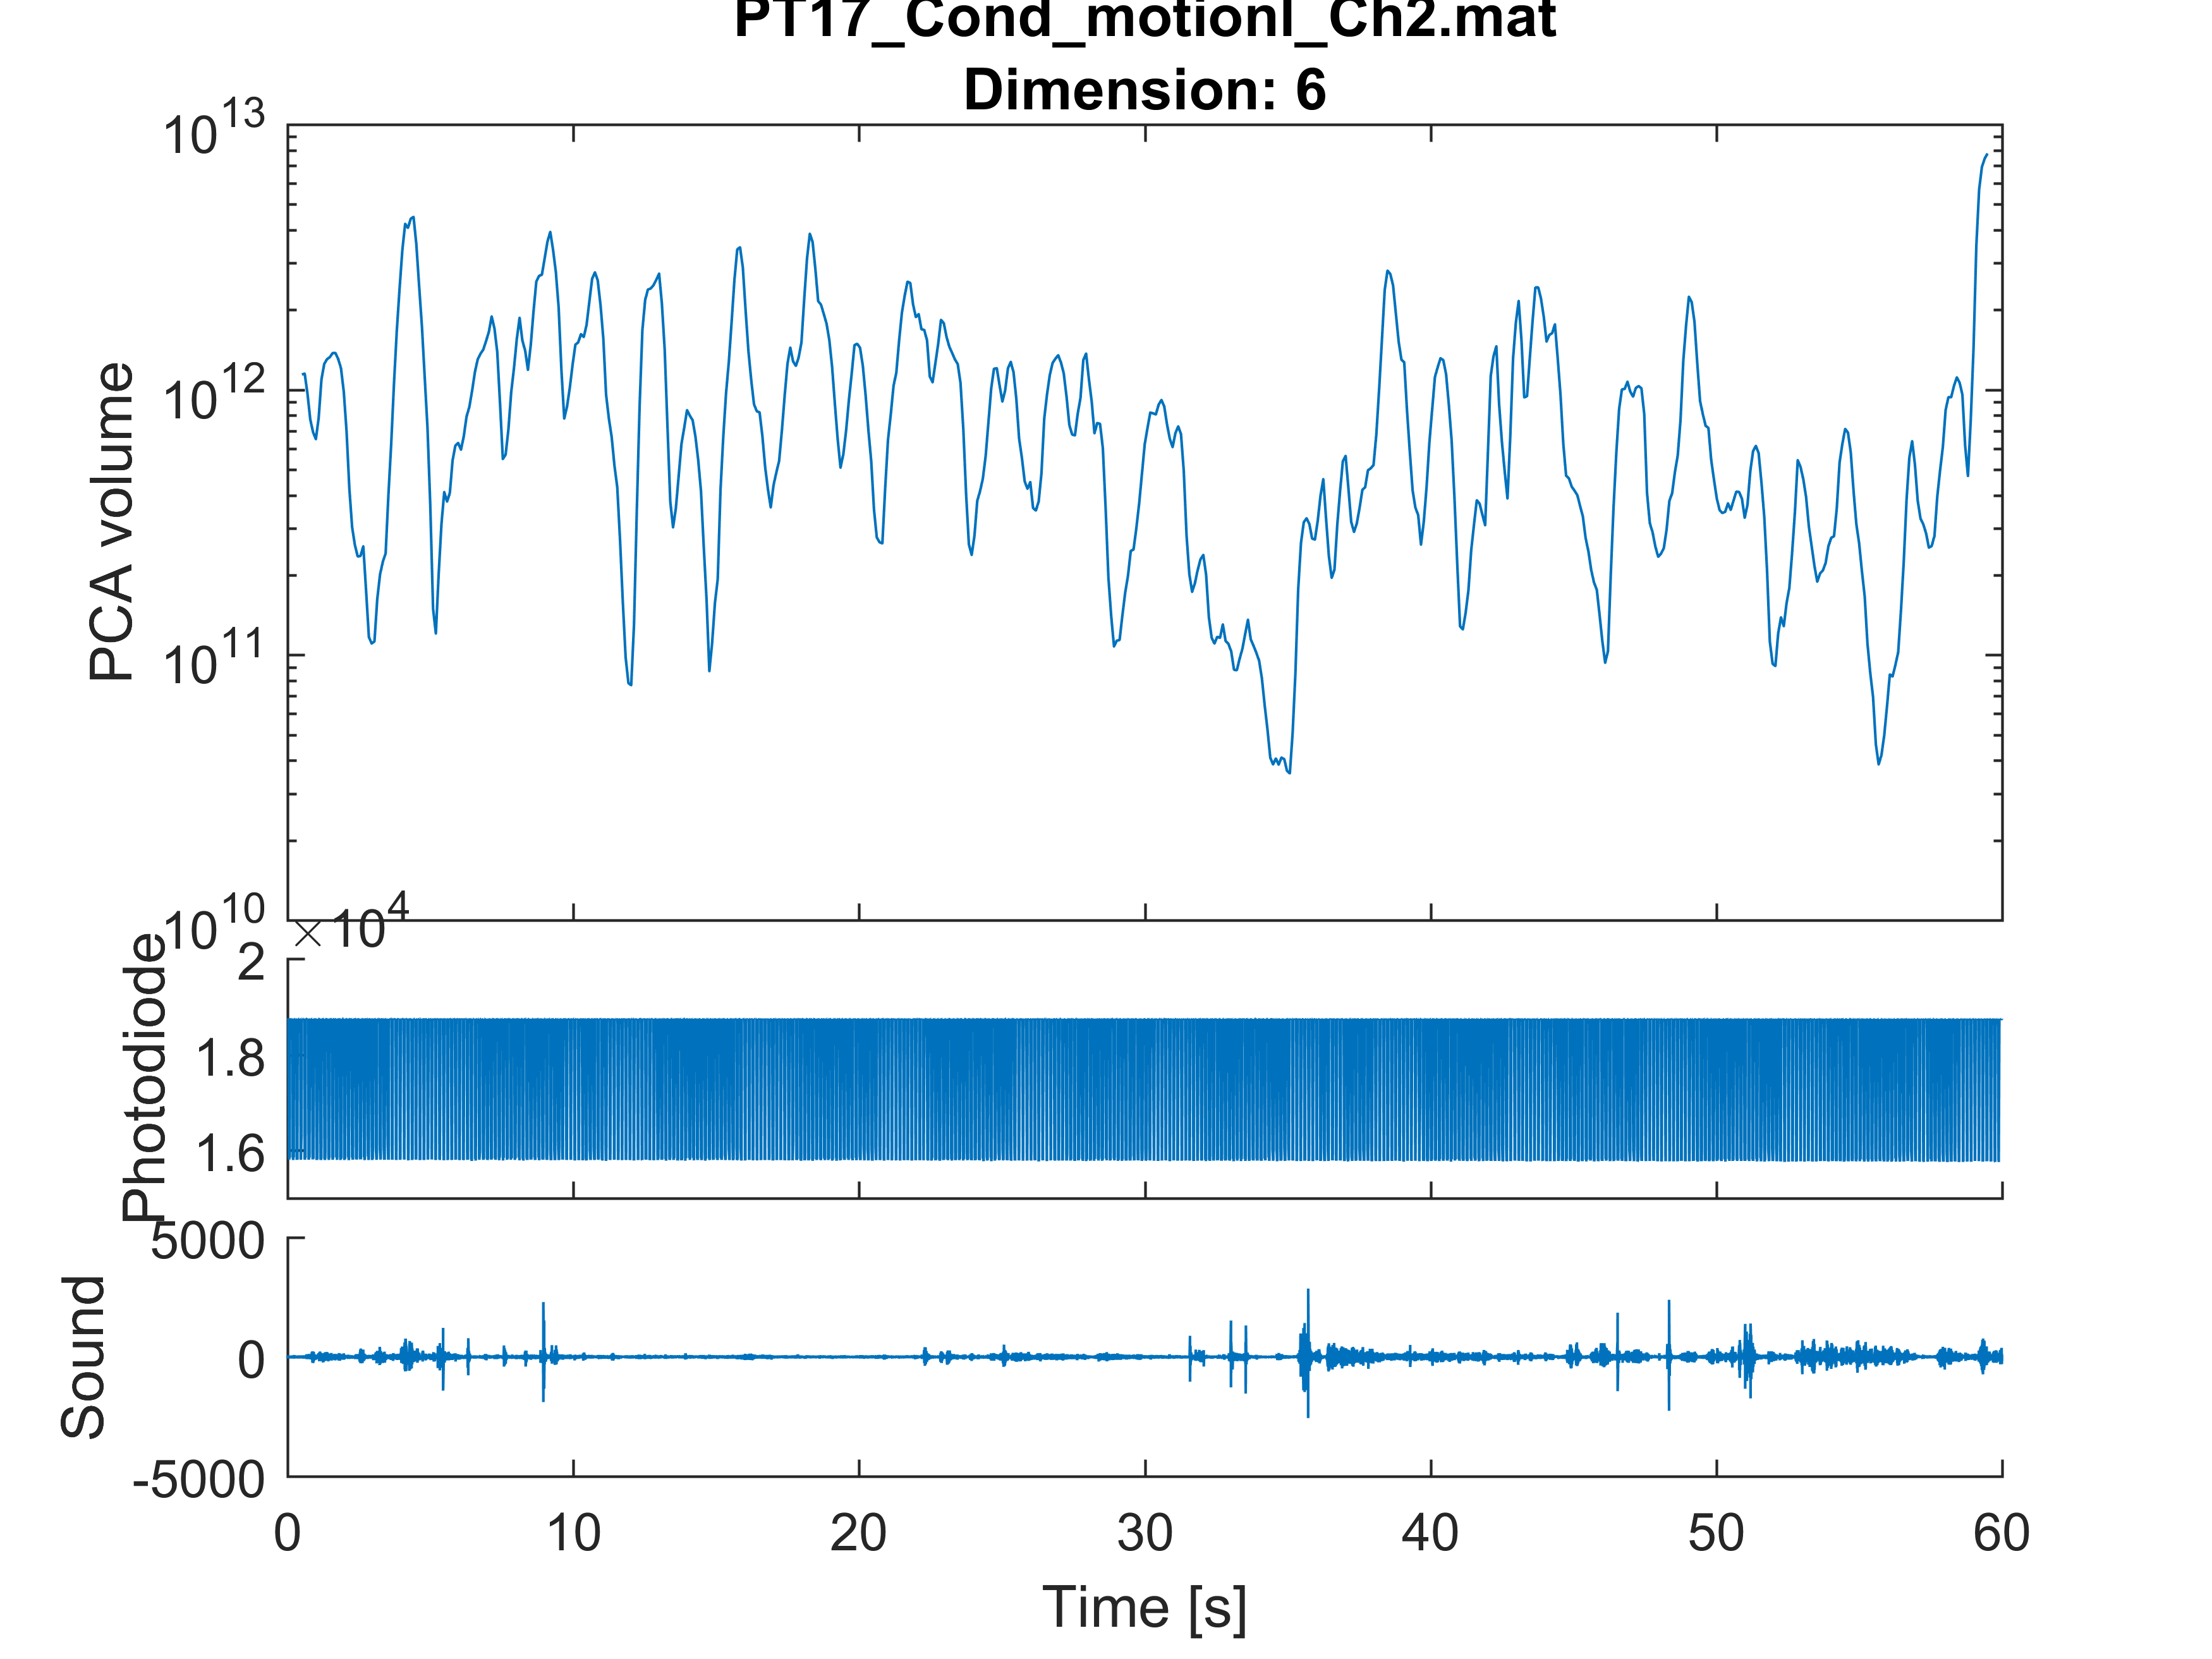 PT17_Cond_motionI_Ch2.mat
Dimension: 6
10^13
10^12
10^11
10^10
PCA volume
× 10^4
2
1.8
1.6
Photodiode
5000
0
-5000
Sound
0 10 20 30 40 50 60
Time [s]